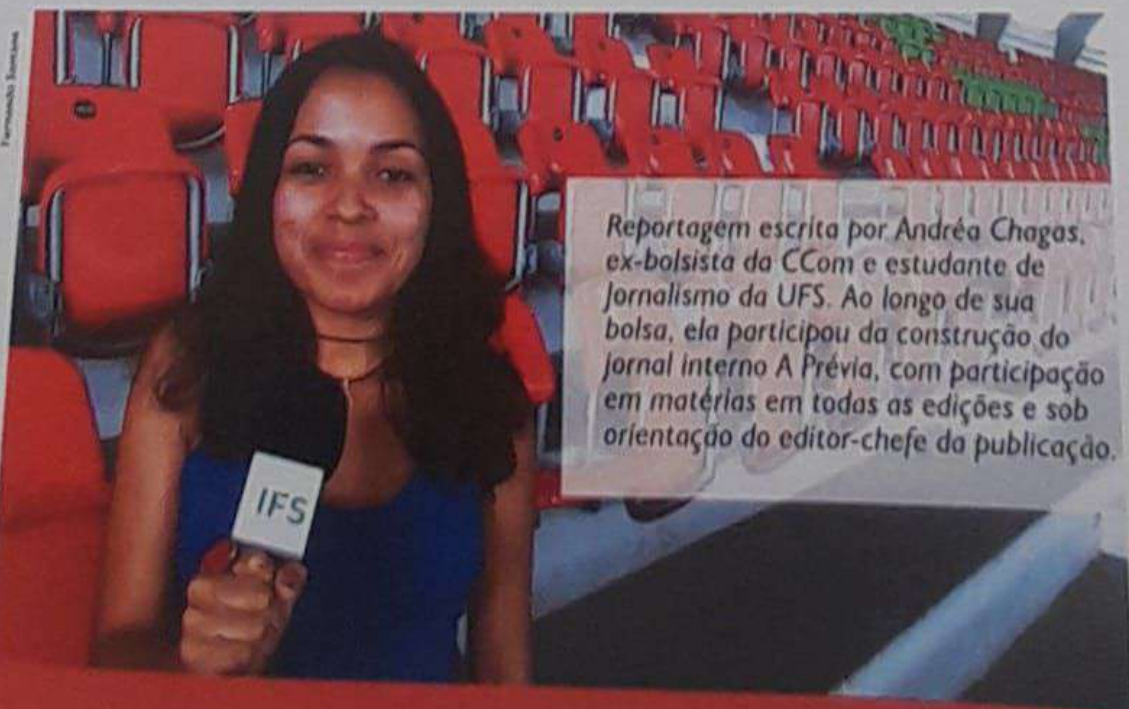 Fernando Santana
Reportagem escrita por Andréa Chagas,
ex-bolsista da CCom e estudante de
Jornalismo da UFS. Ao longo de sua
bolsa, ela participou da construção do
jornal interno A Prévia, com participação
em matérias em todas as edições e sob
orientação do editor-chefe da publicação.
IFS